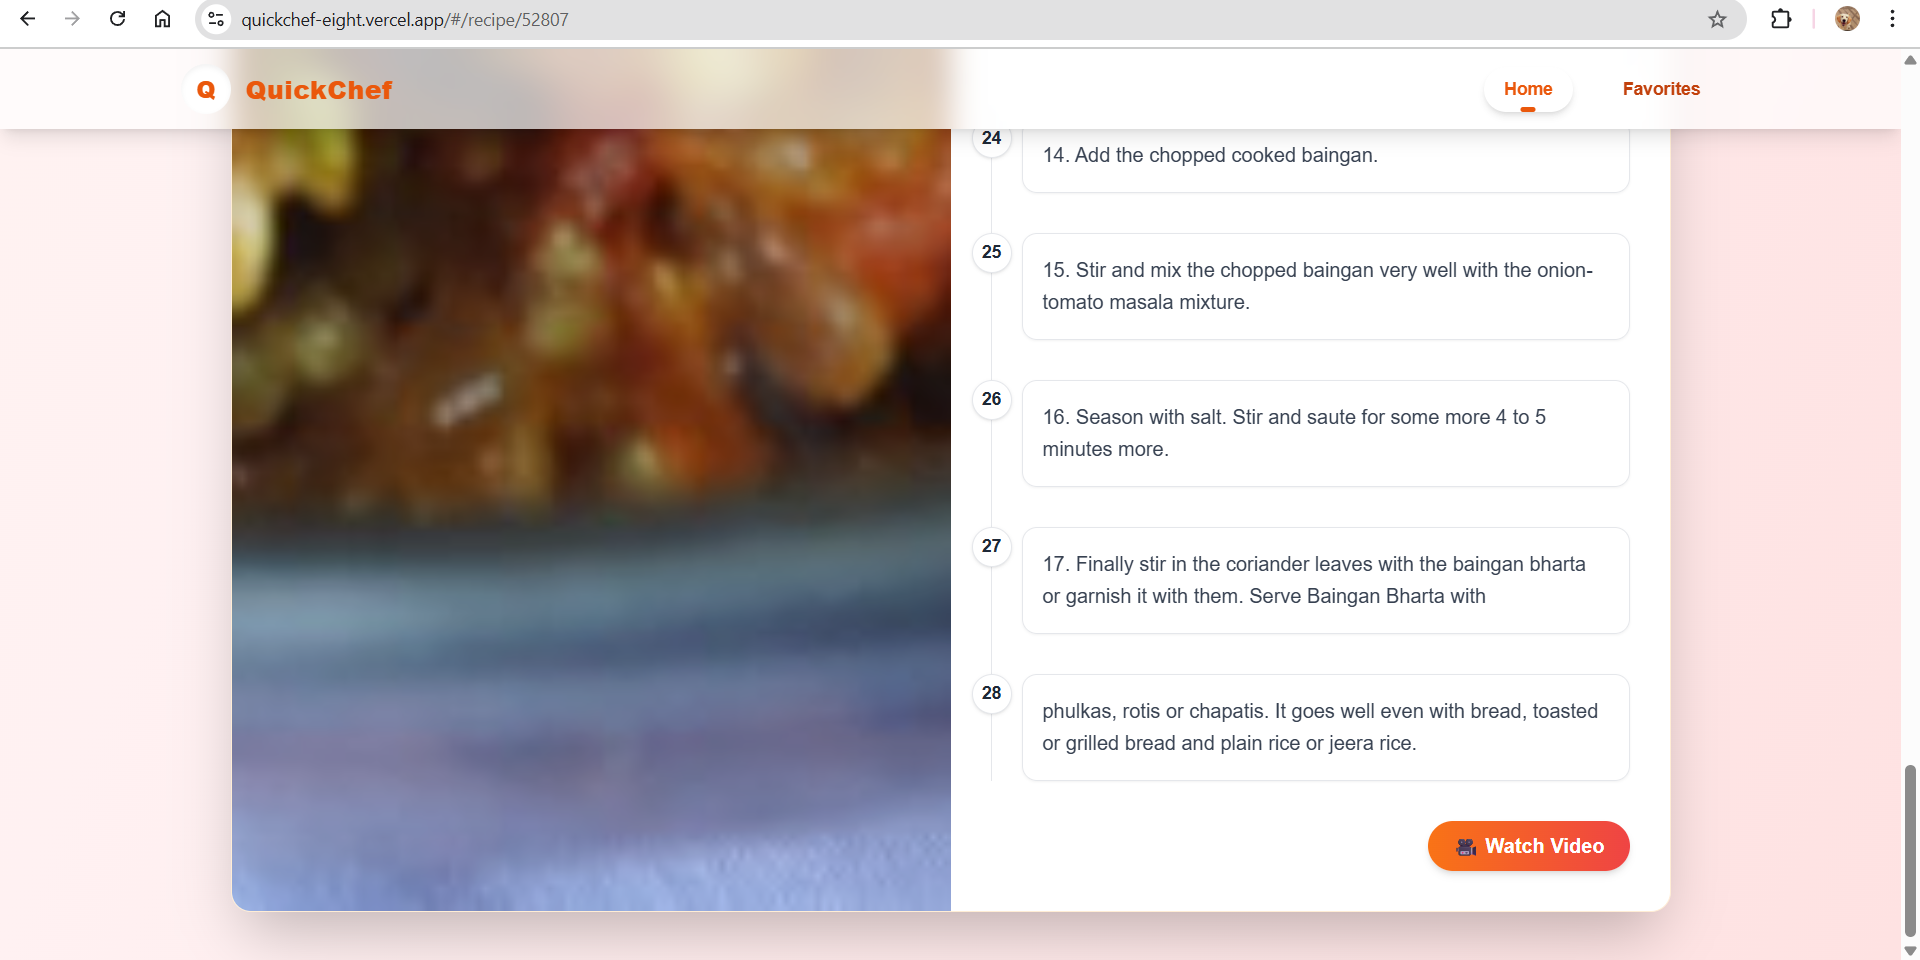 quickchef-eight.vercel.app/#/recipe/52807
Q QuickChef
Home
Favorites
24
14. Add the chopped cooked baingan.
25
15. Stir and mix the chopped baingan very well with the onion-
tomato masala mixture.
26
16. Season with salt. Stir and saute for some more 4 to 5
minutes more.
27
17. Finally stir in the coriander leaves with the baingan bharta
or garnish it with them. Serve Baingan Bharta with
28
phulkas, rotis or chapatis. It goes well even with bread, toasted
or grilled bread and plain rice or jeera rice.
Watch Video